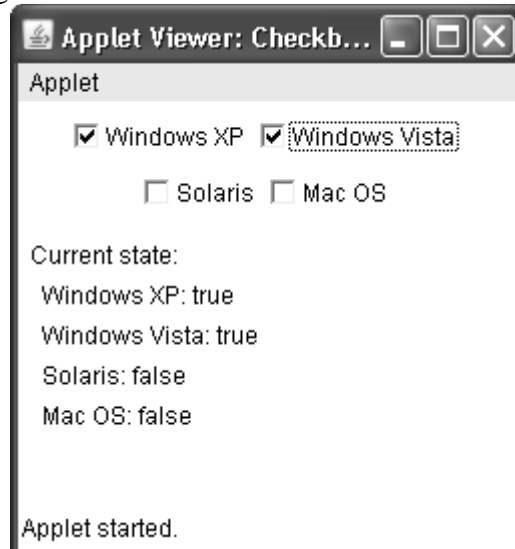 Applet Viewer: Checkb...
Applet
Windows XP Windows Vista
Solaris Mac OS
Current state:
Windows XP: true
Windows Vista: true
Solaris: false
Mac OS: false
Applet started.